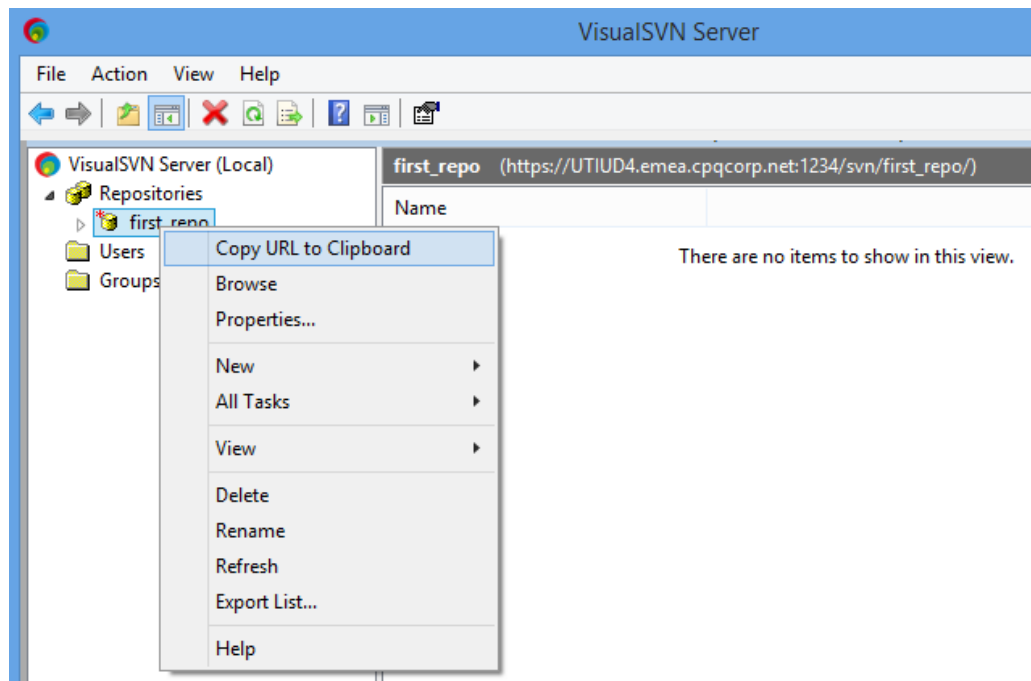 VisualSVN Server
File Action View Help
VisualSVN Server (Local)
Repositories
first_repo
Users
Groups
first_repo (https://UTIUD4.emea.cpqcorp.net:1234/svn/first_repo/)
Name
There are no items to show in this view.
Copy URL to Clipboard
Browse
Properties...
New
All Tasks
View
Delete
Rename
Refresh
Export List...
Help